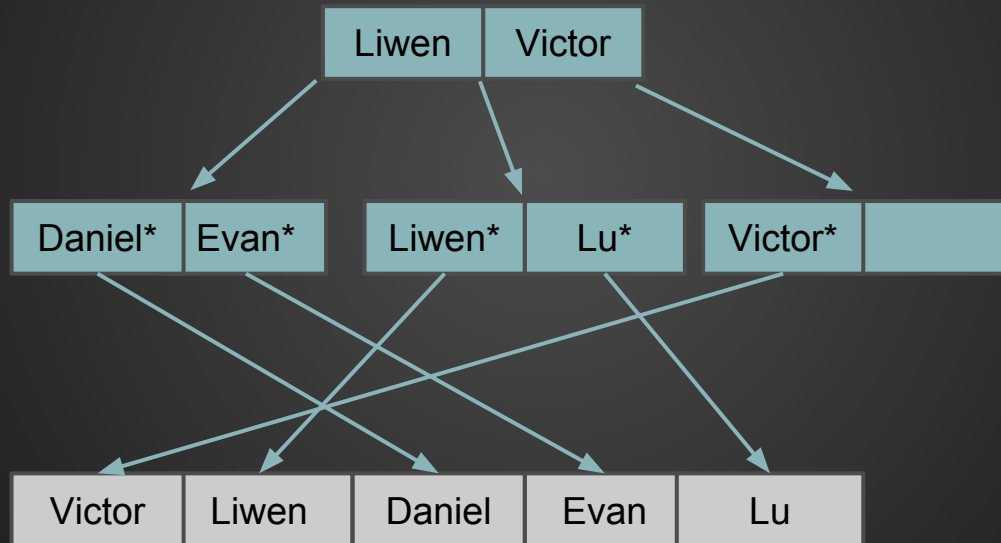 Liwen Victor
Daniel* Evan* Liwen* Lu* Victor*
Victor Liwen Daniel Evan Lu